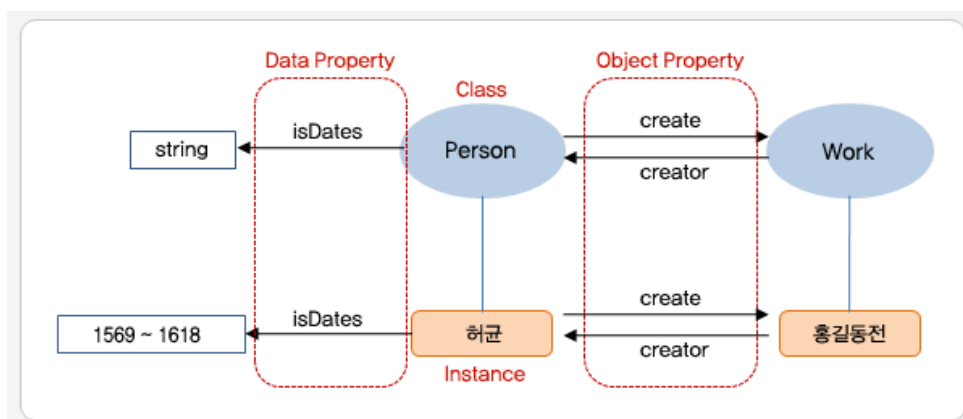 Data Property
Object Property
Class
isDates
create
string
Person
Work
creator
isDates
create
1569 ~ 1618
허균
홍길동전
creator
Instance